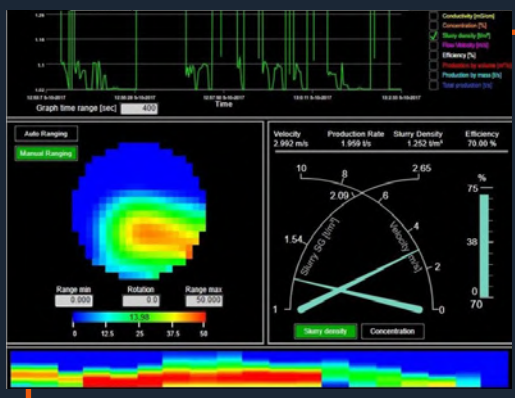 Conductivity [mG/cm]
Concentration [%]
Slurry density [t/m³]
Flow Velocity [m/s]
Efficiency [%]
Production by volume [m³/h]
Production by mass [t/s]
Total production [t/s]
Time
Graph time range [sec] 400
Auto Ranging
Manual Ranging
Range min Rotation Range max
0.000 0.0 50.000
13.98
0 12.5 25 37.5 50
Velocity Production Rate Slurry Density Efficiency
2.992 m/s 1.959 t/s 1.252 t/m³ 70.00 %
10 8 2.65 %
2.09 6 75
1.54 4 38
Slurry SG [t/m³] Velocity [m/s]
2
1 0 0
70
Slurry density Concentration